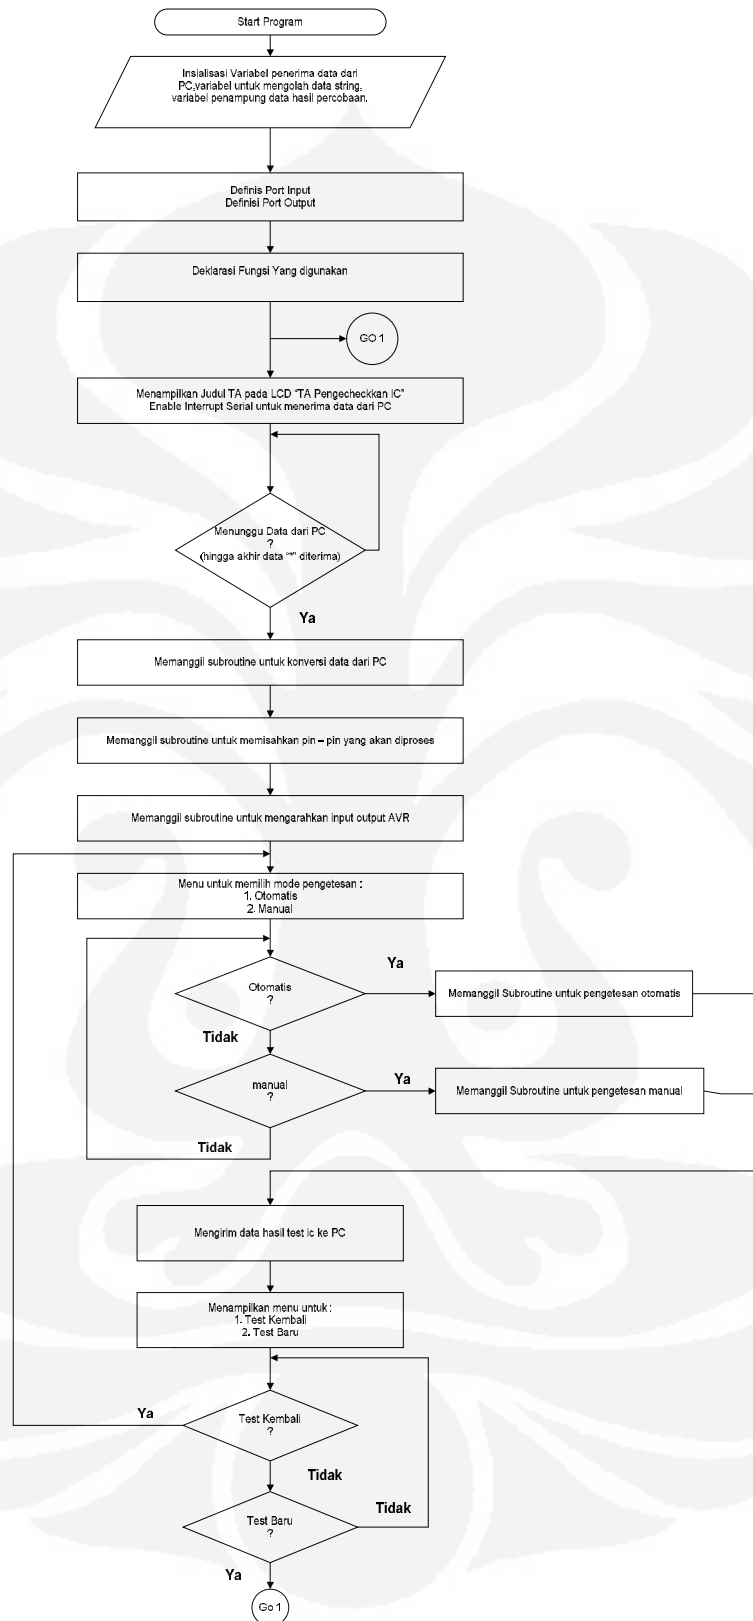 Start Program
Insialisasi Variabel penerima data dari
PC,variabel untuk mengolah data string,
variabel penampung data hasil percobaan.
Definis Port Input
Definisi Port Output
Deklarasi Fungsi Yang digunakan
GO 1
Menampilkan Judul TA pada LCD “TA Pengecheckkan IC”
Enable Interrupt Serial untuk menerima data dari PC
Menunggu Data dari PC
?
(hingga akhir data “*” diterima)
Ya
Memanggil subroutine untuk konversi data dari PC
Memanggil subroutine untuk memisahkan pin – pin yang akan diproses
Memanggil subroutine untuk mengarahkan input output AVR
Menu untuk memilih mode pengetesan :
1. Otomatis
2. Manual
Otomatis
?
Ya
Memanggil Subroutine untuk pengetesan otomatis
Tidak
manual
?
Ya
Memanggil Subroutine untuk pengetesan manual
Tidak
Mengirim data hasil test ic ke PC
Menampilkan menu untuk :
1. Test Kembali
2. Test Baru
Test Kembali
?
Ya
Tidak
Test Baru
?
Tidak
Ya
Go 1